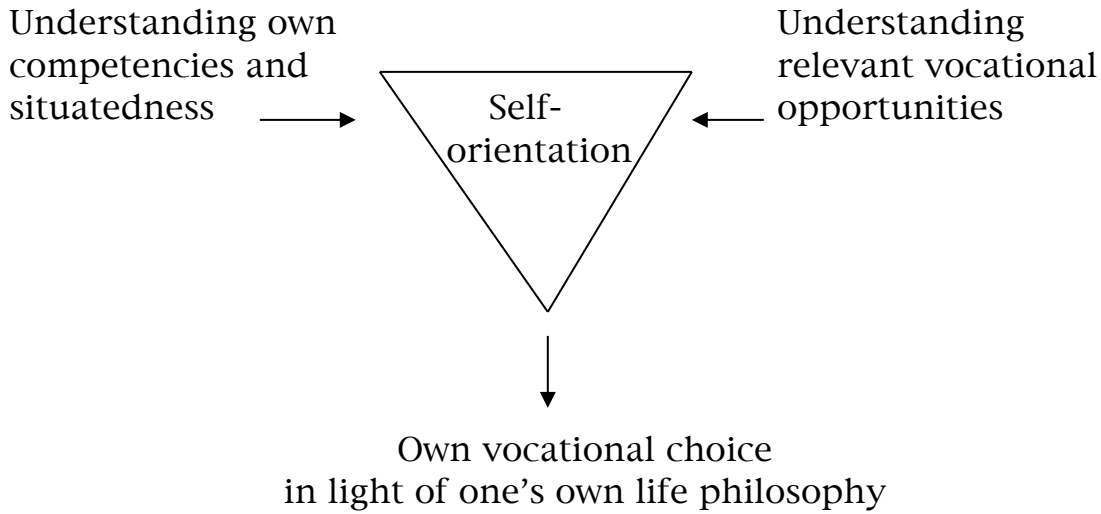 Understanding own
competencies and
situatedness
Understanding
relevant vocational
opportunities
Self-
orientation
Own vocational choice
in light of one's own life philosophy